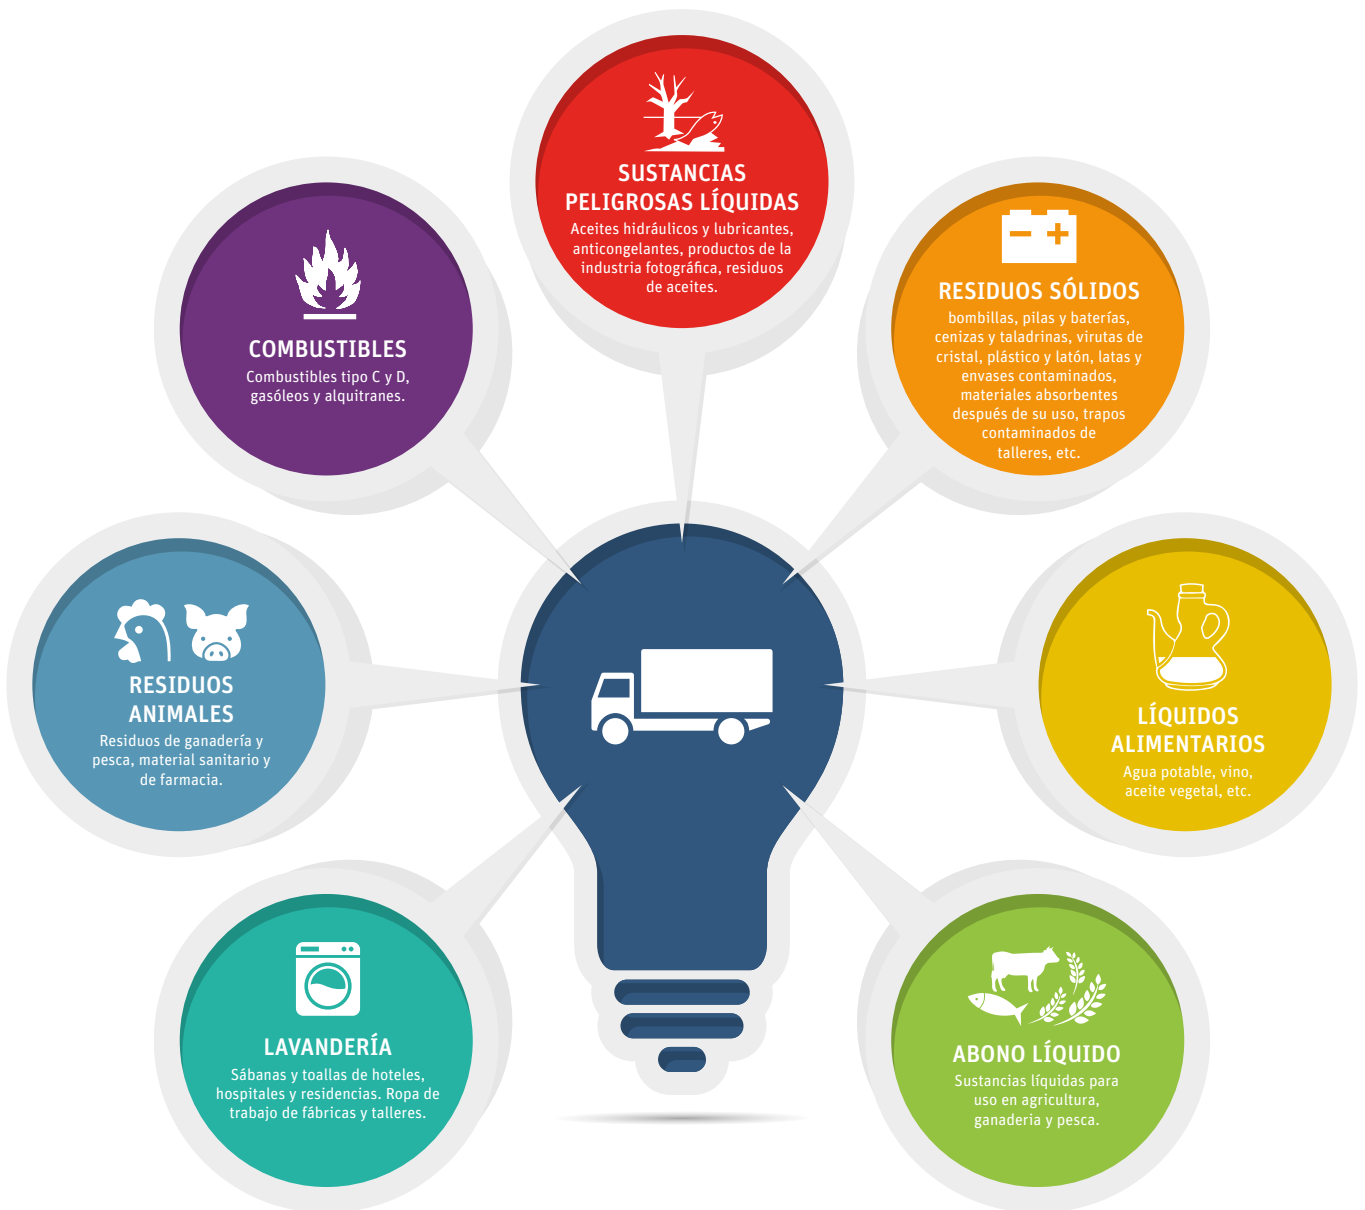 SUSTANCIAS
PELIGROSAS LÍQUIDAS
Aceites hidráulicos y lubricantes,
anticongelantes, productos de la
industria fotográfica, residuos
de aceites.
COMBUSTIBLES
Combustibles tipo C y D,
gasóleos y alquitranes.
RESIDUOS SÓLIDOS
bombillas, pilas y baterías,
cenizas y taladrinas, virutas de
cristal, plástico y latón, latas y
envases contaminados,
materiales absorbentes
después de su uso, trapos
contaminados de
talleres, etc.
RESIDUOS
ANIMALES
Residuos de ganadería y
pesca, material sanitario y
de farmacia.
LÍQUIDOS
ALIMENTARIOS
Agua potable, vino,
aceite vegetal, etc.
LAVANDERÍA
Sábanas y toallas de hoteles,
hospitales y residencias. Ropa de
trabajo de fábricas y talleres.
ABONO LÍQUIDO
Sustancias líquidas para
uso en agricultura,
ganaderia y pesca.